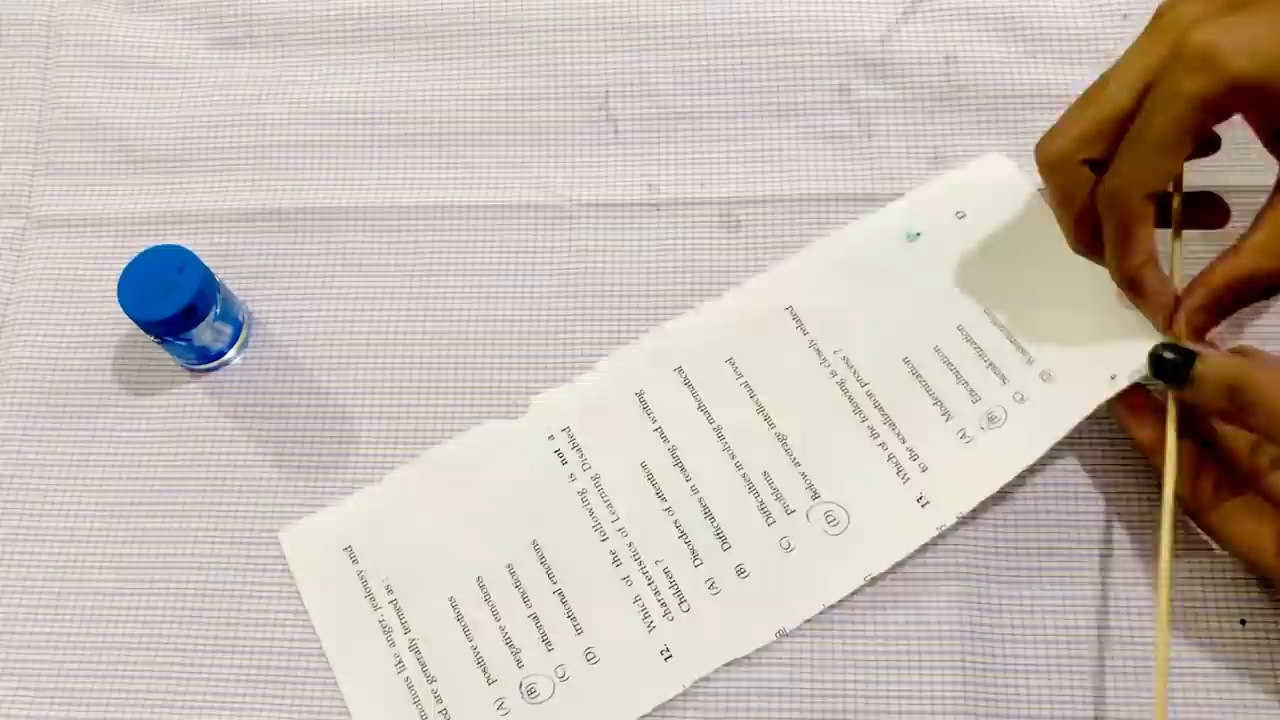 motions like anger, jealousy and
ed are generally termed as :
(A) positive emotions
(B) negative emotions
(C) rational emotions
(D) irrational emotions
12. Which of the following is not a
characteristics of Learning Disabled
Children ?
(A) Disorders of attention
(B) Difficulties in reading and writing
(C) Difficulties in solving mathematical
problems
(D) Below average intellectual level
13. Which of the following is closely related
to the socialization process ?
(A) Modernization
(B) Enculturation
(C) Sanskritization
(D)